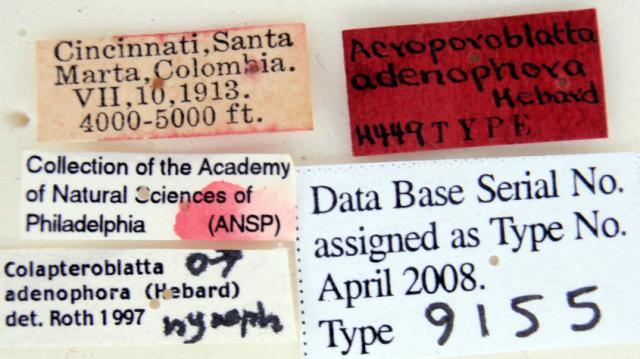 Cincinnati, Santa
Marta, Colombia.
VII, 10, 1913.
4000-5000 ft.
Acroporoblatta
adenophora
Hebard
H449 TYPE
Collection of the Academy
of Natural Sciences of
Philadelphia (ANSP)
Colapteroblatta
adenophora (Hebard)
det. Roth 1997 nymph
Data Base Serial No.
assigned as Type No.
April 2008.
Type 9155